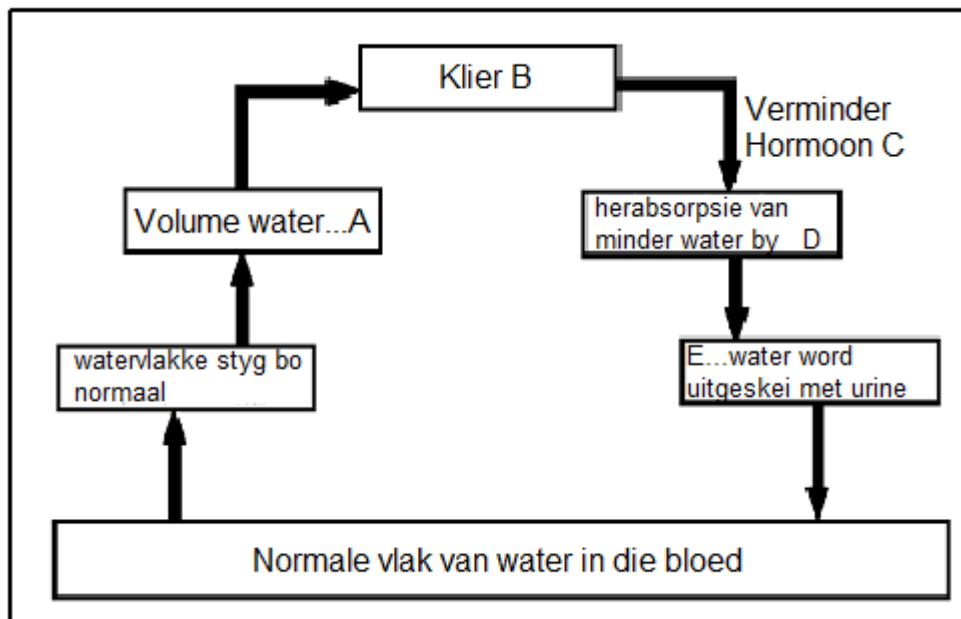 Klier B
Verminder
Hormoon C
Volume water...A
herabsorpsie van
minder water by D
watervlakke styg bo
normaal
E...water word
uitgeskei met urine
Normale vlak van water in die bloed